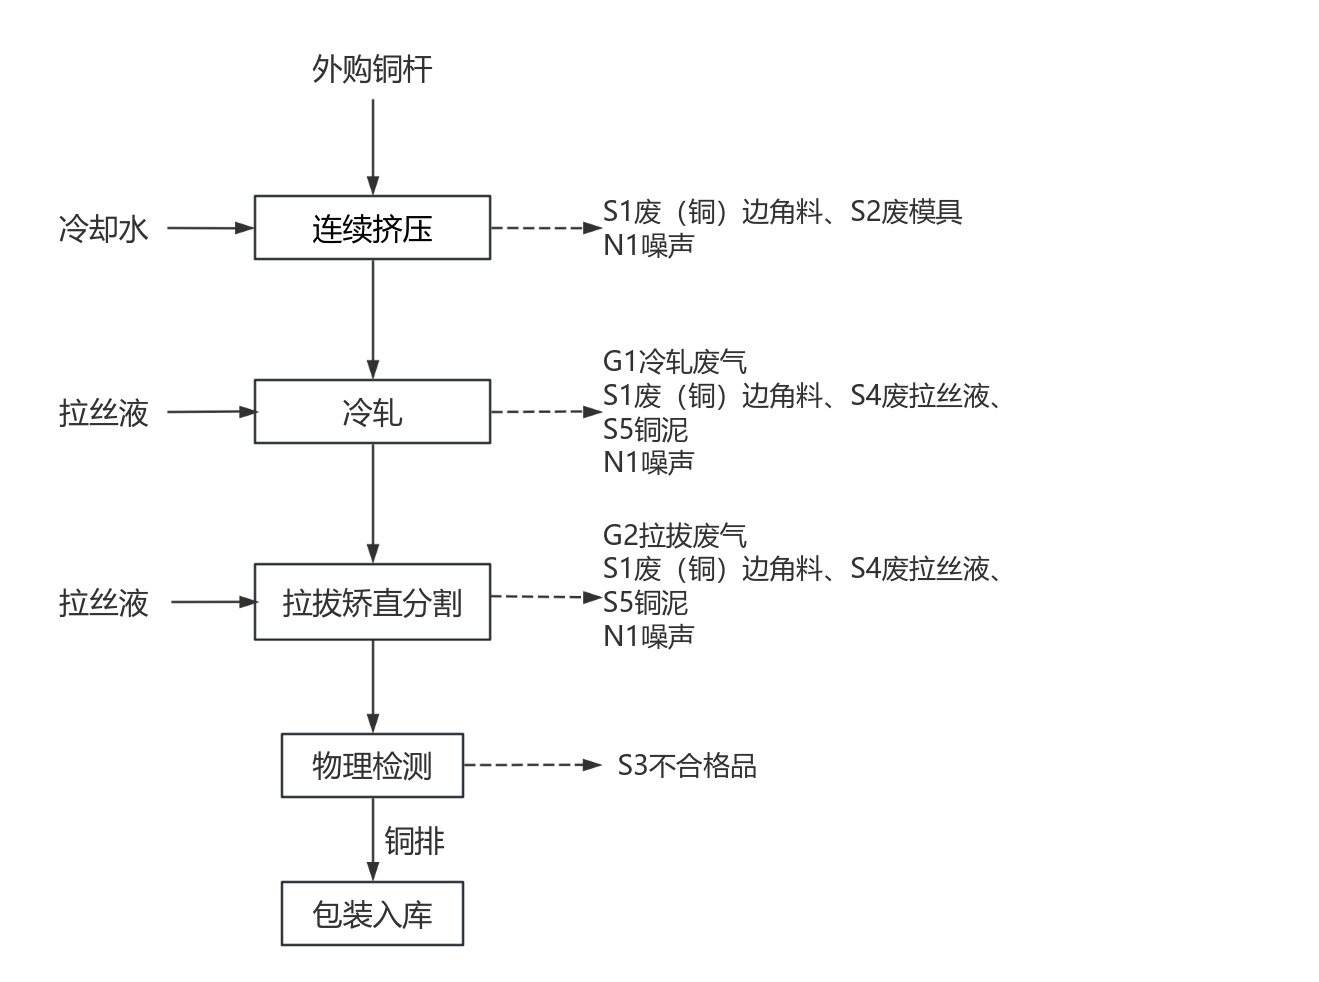 外购铜杆
冷却水
连续挤压
S1废（铜）边角料、S2废模具
N1噪声
拉丝液
冷轧
G1冷轧废气
S1废（铜）边角料、S4废拉丝液、
S5铜泥
N1噪声
拉丝液
拉拔矫直分割
G2拉拔废气
S1废（铜）边角料、S4废拉丝液、
S5铜泥
N1噪声
物理检测
S3不合格品
铜排
包装入库